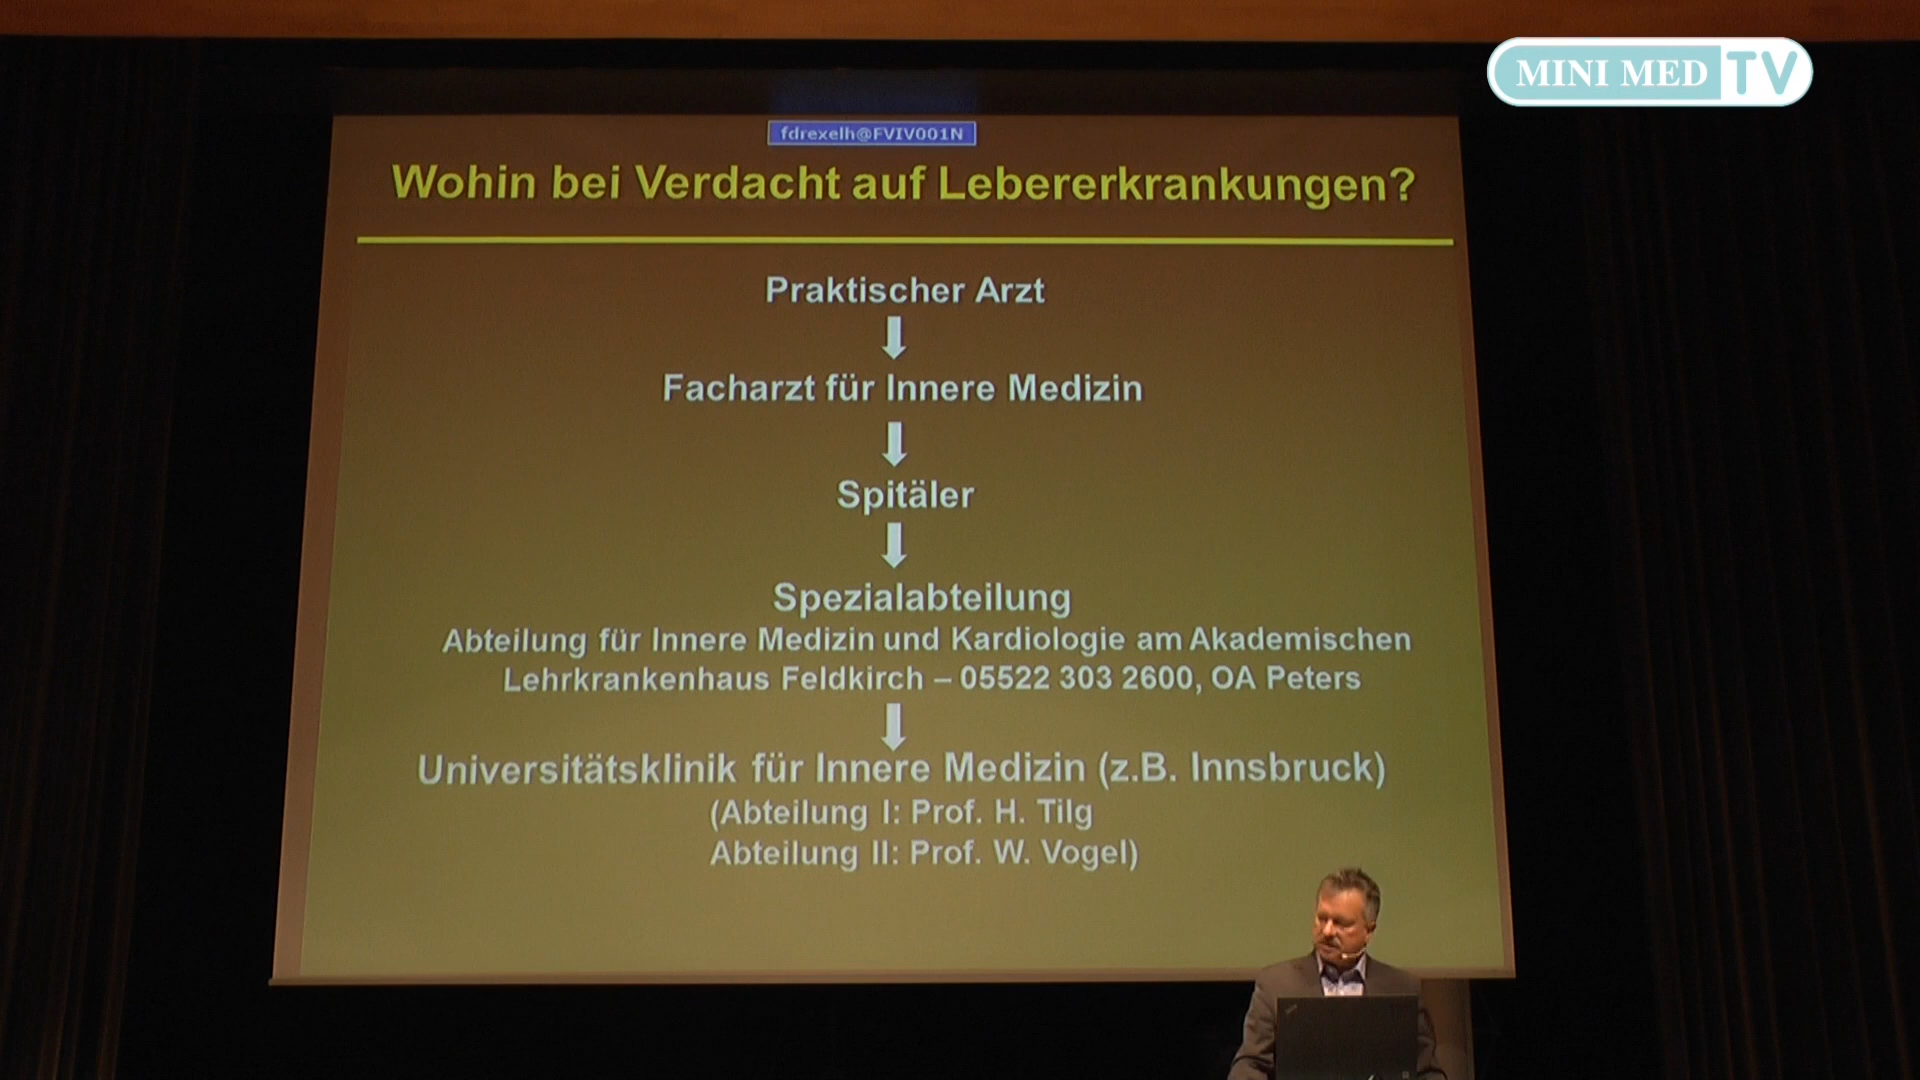 MINI MED TV
fdrexelh@FVIV001N
Wohin bei Verdacht auf Lebererkrankungen?
Praktischer Arzt
Facharzt für Innere Medizin
Spitäler
Spezialabteilung
Abteilung für Innere Medizin und Kardiologie am Akademischen
Lehrkrankenhaus Feldkirch – 05522 303 2600, OA Peters
Universitätsklinik für Innere Medizin (z.B. Innsbruck)
(Abteilung I: Prof. H. Tilg
Abteilung II: Prof. W. Vogel)